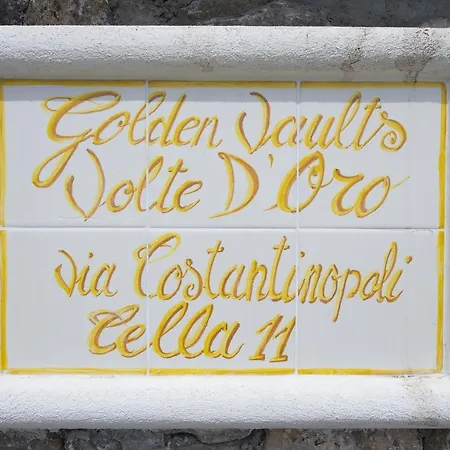 Golden Vaults
Volte D'Oro
via Costantinopoli
Cella 11